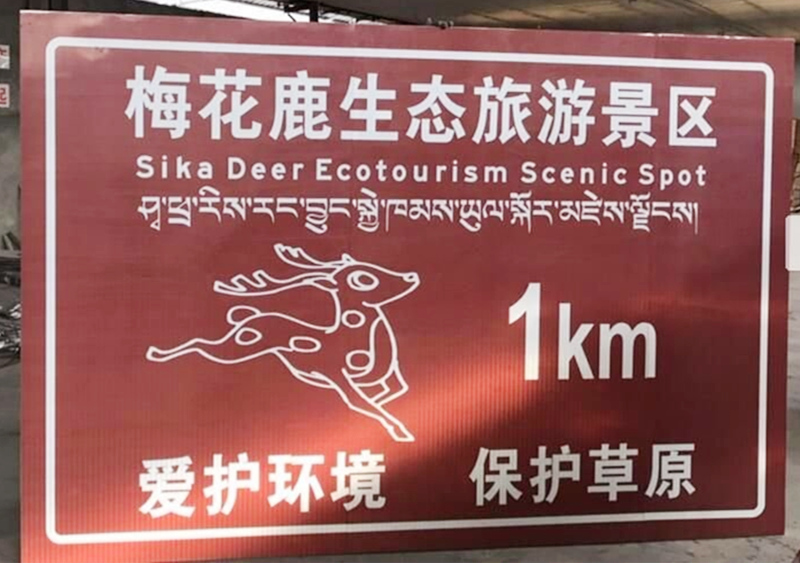 梅花鹿生态旅游景区
Sika Deer Ecotourism Scenic Spot
ཤྭ་ཕྲ་རིས་རང་བྱུང་སྐྱེ་ཁམས་ཡུལ་སྐོར་མཛེས་ལྗོངས།
1km
爱护环境 保护草原